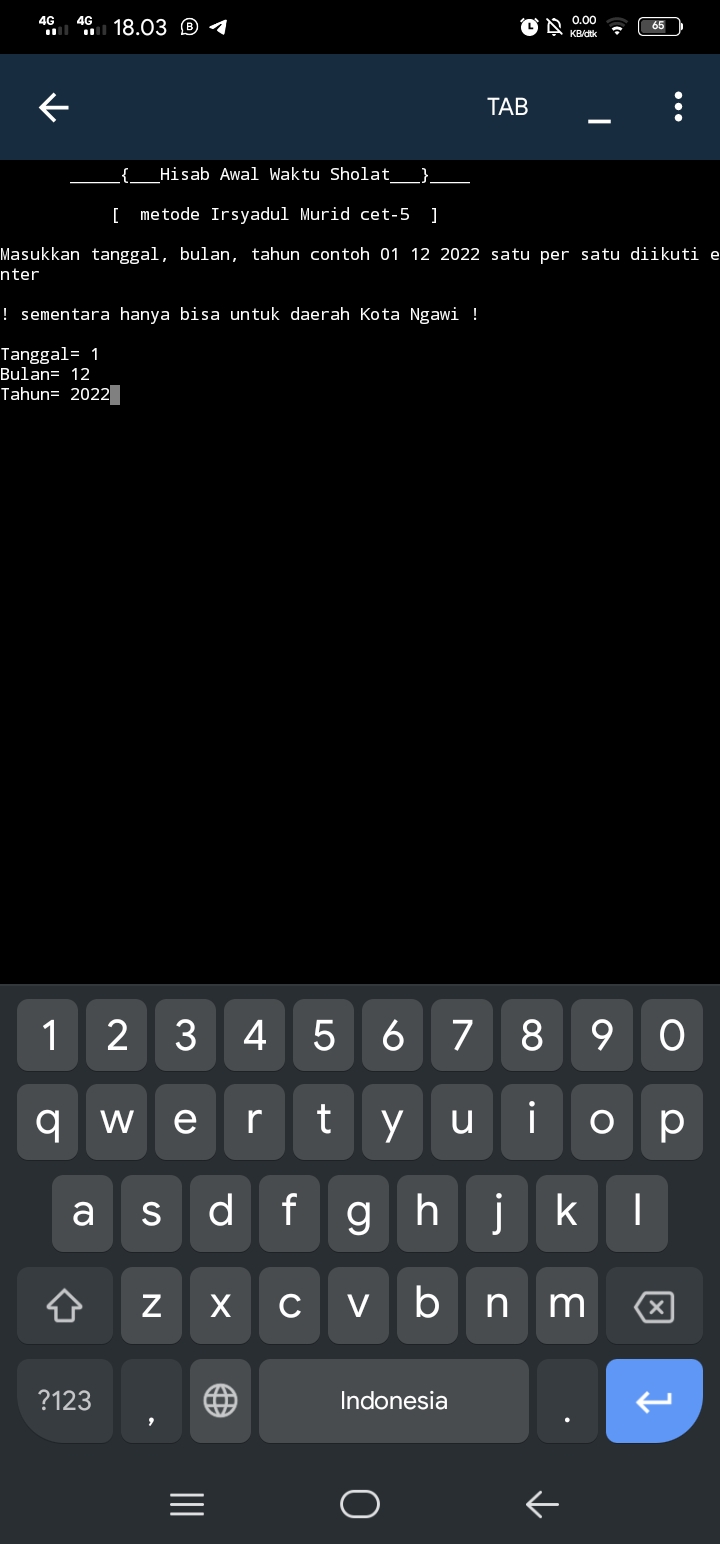 4G 4G 18.03 0.00 KB/dtk 65
TAB
_____{___Hisab Awal Waktu Sholat___}____
[  metode Irsyadul Murid cet-5  ]
Masukkan tanggal, bulan, tahun contoh 01 12 2022 satu per satu diikuti e
nter
! sementara hanya bisa untuk daerah Kota Ngawi !
Tanggal= 1
Bulan= 12
Tahun= 2022
1 2 3 4 5 6 7 8 9 0
q w e r t y u i o p
a s d f g h j k l
z x c v b n m
?123 , Indonesia .